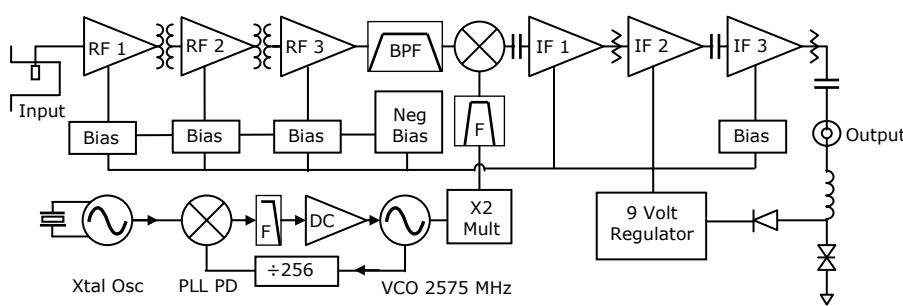 RF 1
RF 2
RF 3
BPF
IF 1
IF 2
IF 3
Input
Bias
Bias
Bias
Neg
Bias
F
Bias
Output
F
DC
X2
Mult
9 Volt
Regulator
÷256
Xtal Osc
PLL PD
VCO 2575 MHz